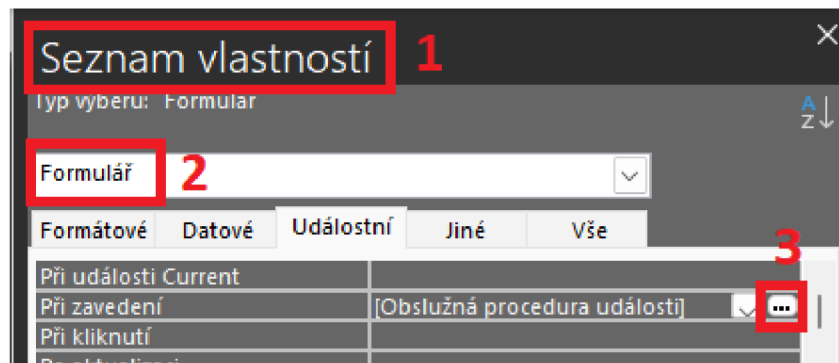 Seznam vlastností 1
Typ výběru: Formulář
Formulář 2
Formátové Datové Událostní Jiné Vše
3
Při události Current
Při zavedení [Obslužná procedura události] ...
Při kliknutí